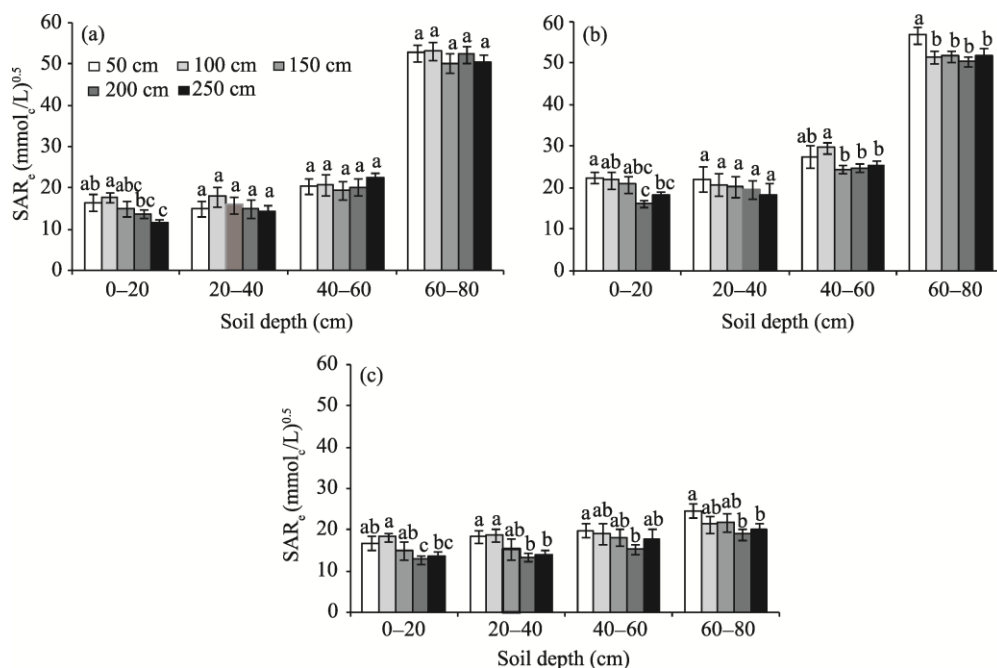 (a)
50 cm 100 cm 150 cm
200 cm 250 cm
SARe (mmolc/L)^0.5
60
50
40
30
20
10
0
ab a abc bc c
a a a a a
a a a a a
a a a a a
0–20 20–40 40–60 60–80
Soil depth (cm)
(b)
60
50
40
30
20
10
0
a a abc c bc
a a a a a
a a b b b
a b b b b
0–20 20–40 40–60 60–80
Soil depth (cm)
(c)
SARe (mmolc/L)^0.5
60
50
40
30
20
10
0
ab a ab c bc
a a ab b b
a ab ab b ab
a ab ab b b
0–20 20–40 40–60 60–80
Soil depth (cm)